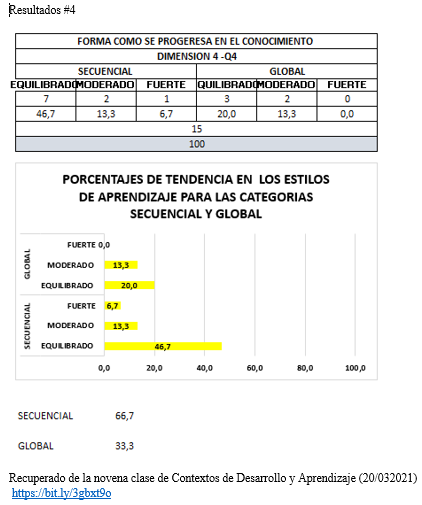 Resultados #4
FORMA COMO SE PROGERESA EN EL CONOCIMIENTO
DIMENSION 4 -Q4
SECUENCIAL GLOBAL
EQUILIBRADO MODERADO FUERTE QUILIBRADO MODERADO FUERTE
7 2 1 3 2 0
46,7 13,3 6,7 20,0 13,3 0,0
15
100
PORCENTAJES DE TENDENCIA EN LOS ESTILOS
DE APRENDIZAJE PARA LAS CATEGORIAS
SECUENCIAL Y GLOBAL
GLOBAL
FUERTE 0,0
MODERADO 13,3
EQUILIBRADO 20,0
SECUENCIAL
FUERTE 6,7
MODERADO 13,3
EQUILIBRADO 46,7
0,0 20,0 40,0 60,0 80,0 100,0
SECUENCIAL 66,7
GLOBAL 33,3
Recuperado de la novena clase de Contextos de Desarrollo y Aprendizaje (20/032021)
https://bit.ly/3gbxt9o